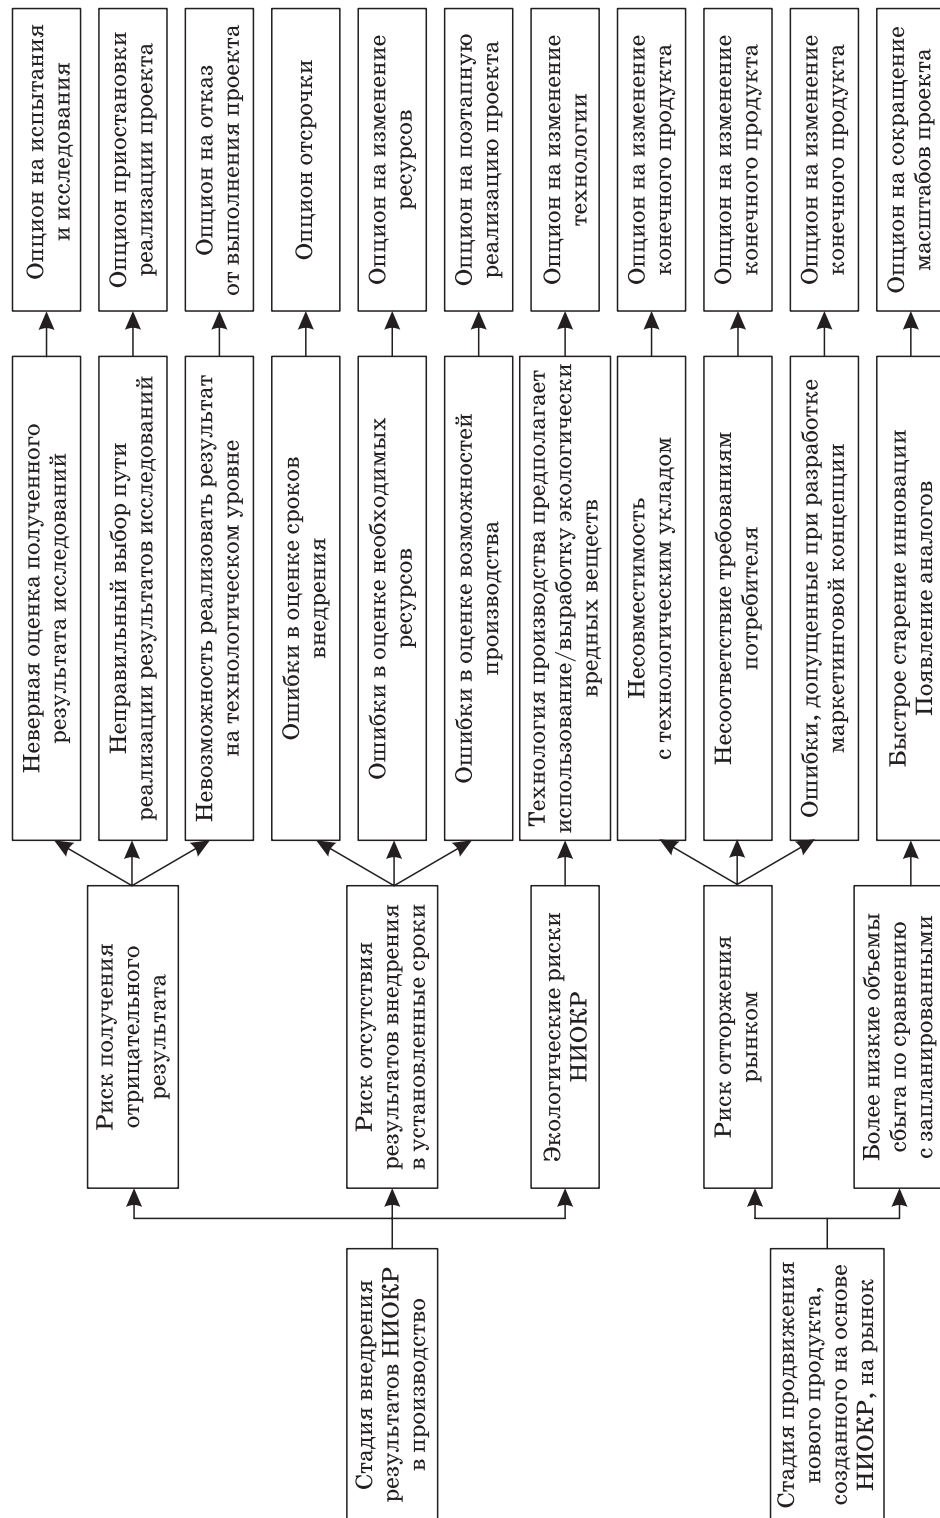 Стадия внедрения
результатов НИОКР
в производство
Риск получения
отрицательного
результата
Неверная оценка полученного
результата исследований
Опцион на испытания
и исследования
Неправильный выбор пути
реализации результатов исследований
Опцион приостановки
реализации проекта
Невозможность реализовать результат
на технологическом уровне
Опцион на отказ
от выполнения проекта
Риск отсутствия
результатов внедрения
в установленные сроки
Ошибки в оценке сроков
внедрения
Опцион отсрочки
Ошибки в оценке необходимых
ресурсов
Опцион на изменение
ресурсов
Ошибки в оценке возможностей
производства
Опцион на поэтапную
реализацию проекта
Экологические риски
НИОКР
Технология производства предполагает
использование/выработку экологически
вредных веществ
Опцион на изменение
технологии
Стадия продвижения
нового продукта,
созданного на основе
НИОКР, на рынок
Риск отторжения
рынком
Несовместимость
с технологическим укладом
Опцион на изменение
конечного продукта
Несоответствие требованиям
потребителя
Опцион на изменение
конечного продукта
Ошибки, допущенные при разработке
маркетинговой концепции
Опцион на изменение
конечного продукта
Более низкие объемы
сбыта по сравнению
с запланированными
Быстрое старение инновации
Появление аналогов
Опцион на сокращение
масштабов проекта